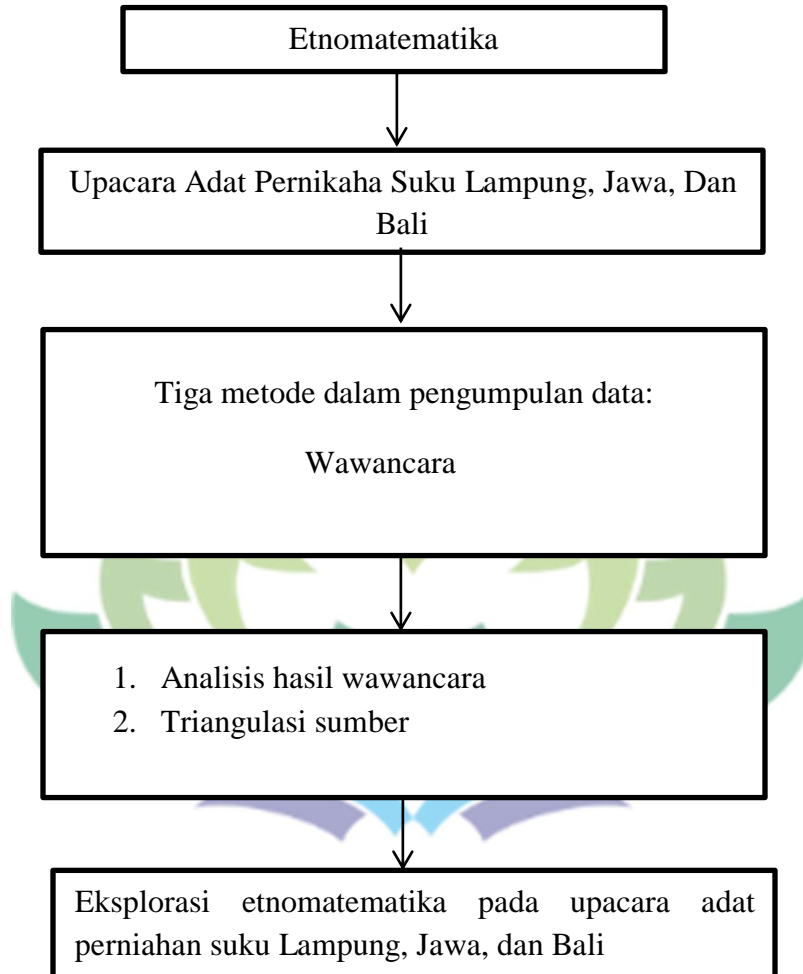 Etnomatematika
Upacara Adat Pernikaha Suku Lampung, Jawa, Dan
Bali
Tiga metode dalam pengumpulan data:
Wawancara
1. Analisis hasil wawancara
2. Triangulasi sumber
Eksplorasi etnomatematika pada upacara adat
perniahan suku Lampung, Jawa, dan Bali